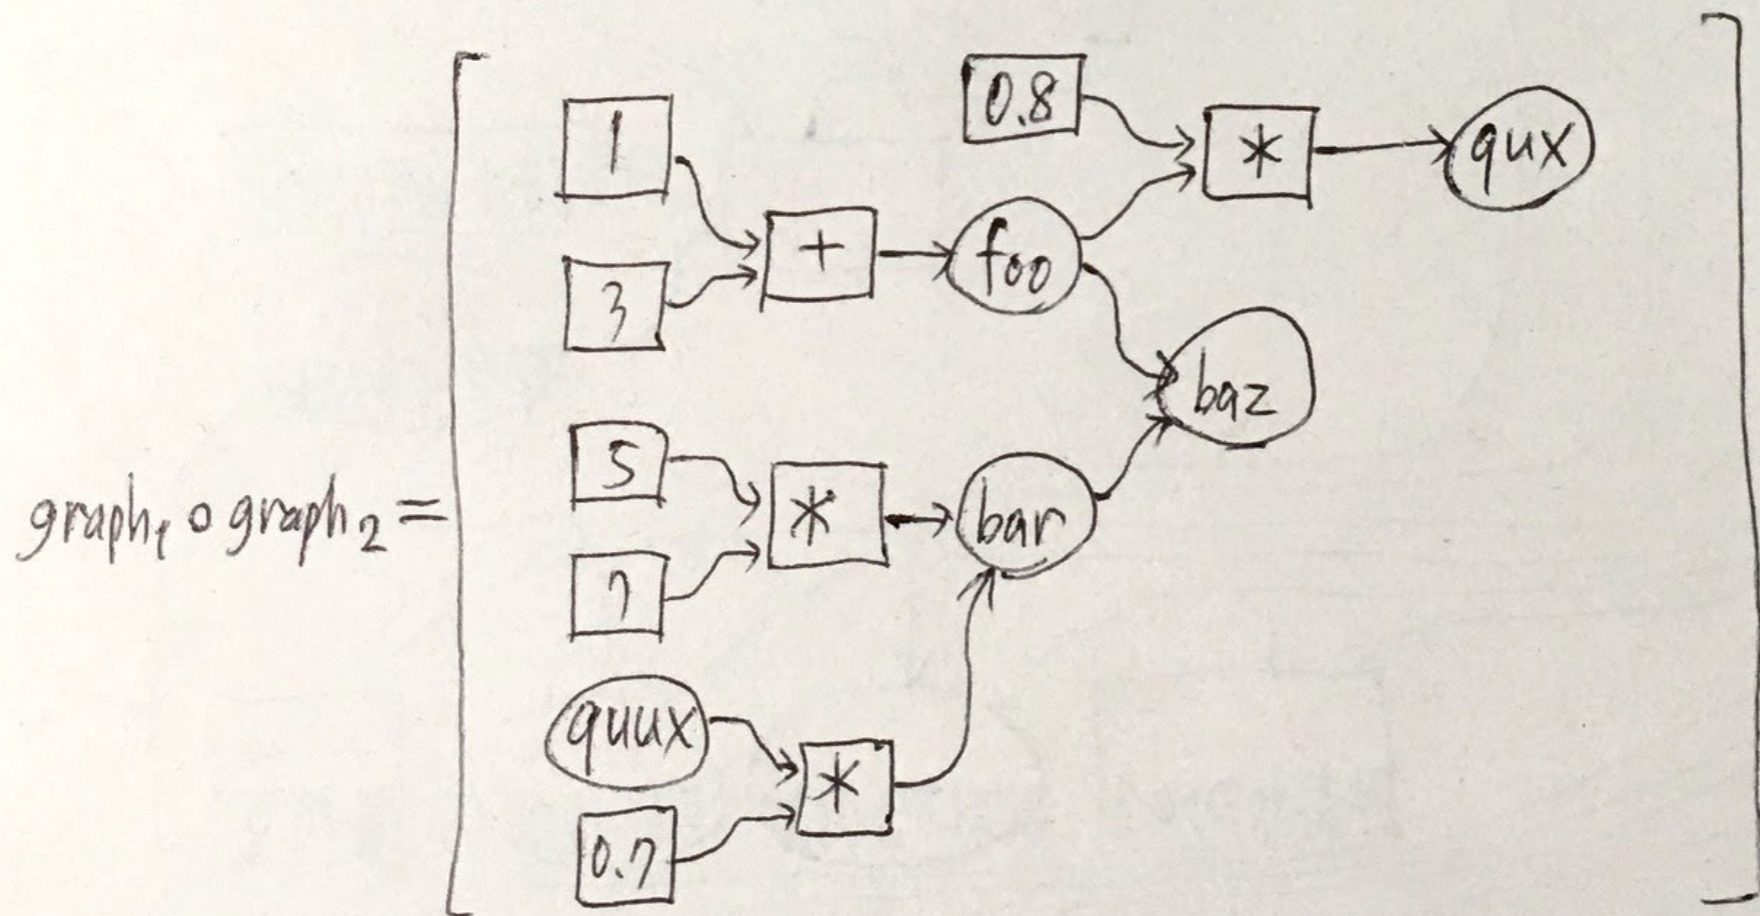 0.8
1
* qux
+ foo
3
baz
5
graph₁ ∘ graph₂ = * bar
7
quux
*
0.7